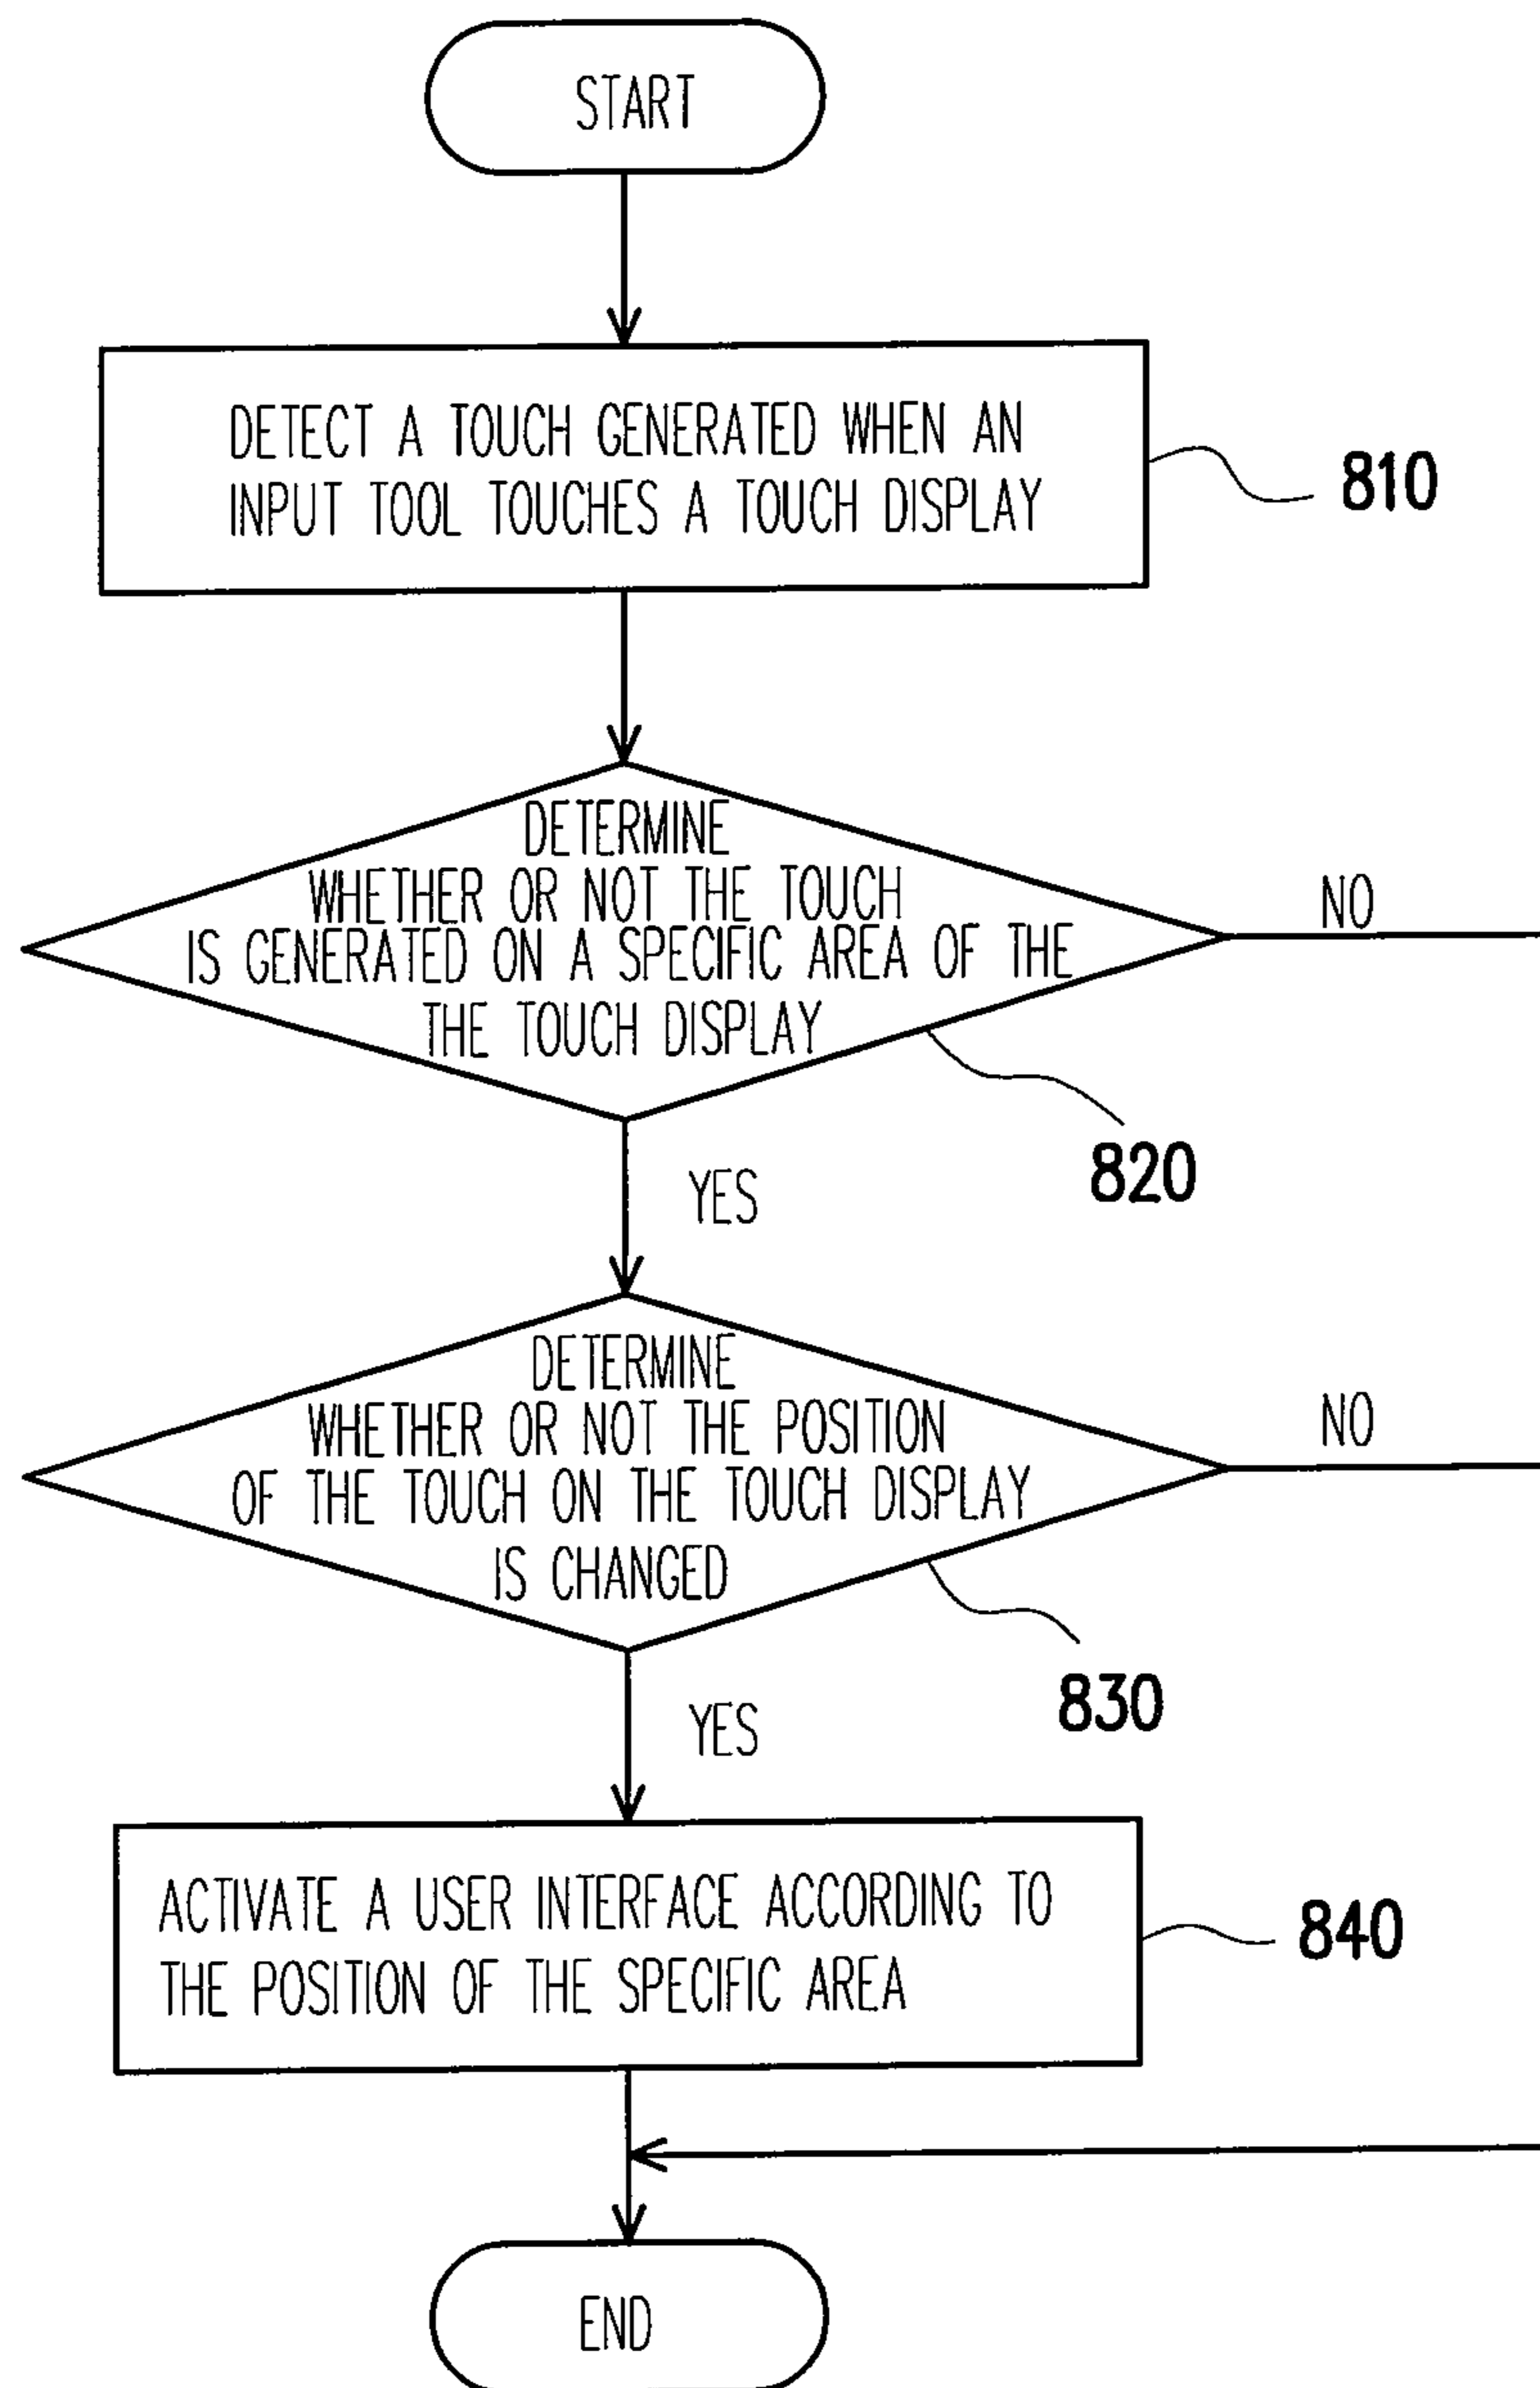 START
DETECT A TOUCH GENERATED WHEN AN
INPUT TOOL TOUCHES A TOUCH DISPLAY
810
DETERMINE
WHETHER OR NOT THE TOUCH
IS GENERATED ON A SPECIFIC AREA OF THE
THE TOUCH DISPLAY
NO
820
YES
DETERMINE
WHETHER OR NOT THE POSITION
OF THE TOUCH ON THE TOUCH DISPLAY
IS CHANGED
NO
830
YES
ACTIVATE A USER INTERFACE ACCORDING TO
THE POSITION OF THE SPECIFIC AREA
840
END